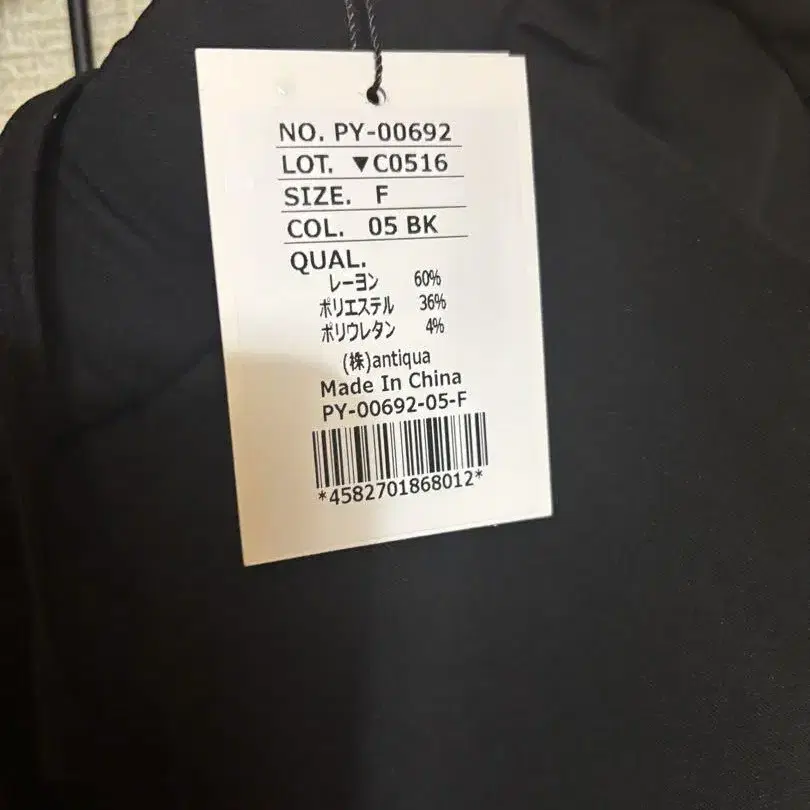 NO. PY-00692
LOT. ▼C0516
SIZE. F
COL. 05 BK
QUAL.
レーヨン 60%
ポリエステル 36%
ポリウレタン 4%
(株)antiqua
Made In China
PY-00692-05-F
*4582701868012*